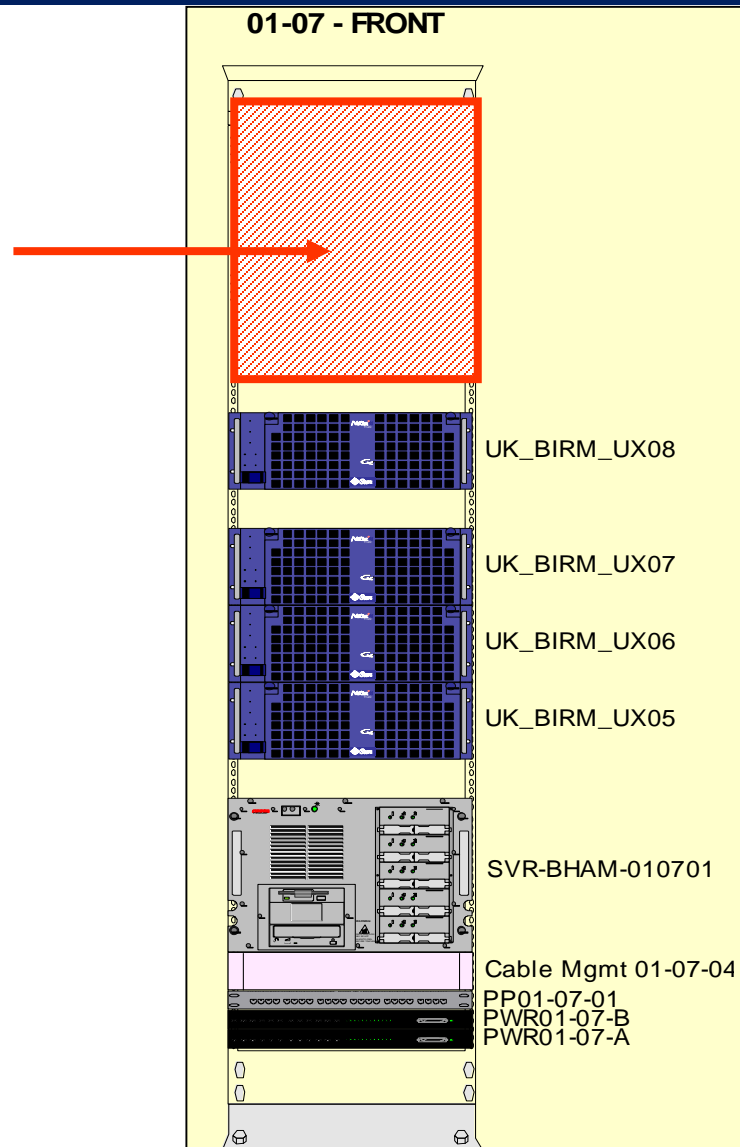 01-07 - FRONT
UK_BIRM_UX08
UK_BIRM_UX07
UK_BIRM_UX06
UK_BIRM_UX05
SVR-BHAM-010701
Cable Mgmt 01-07-04
PP01-07-01
PWR01-07-B
PWR01-07-A